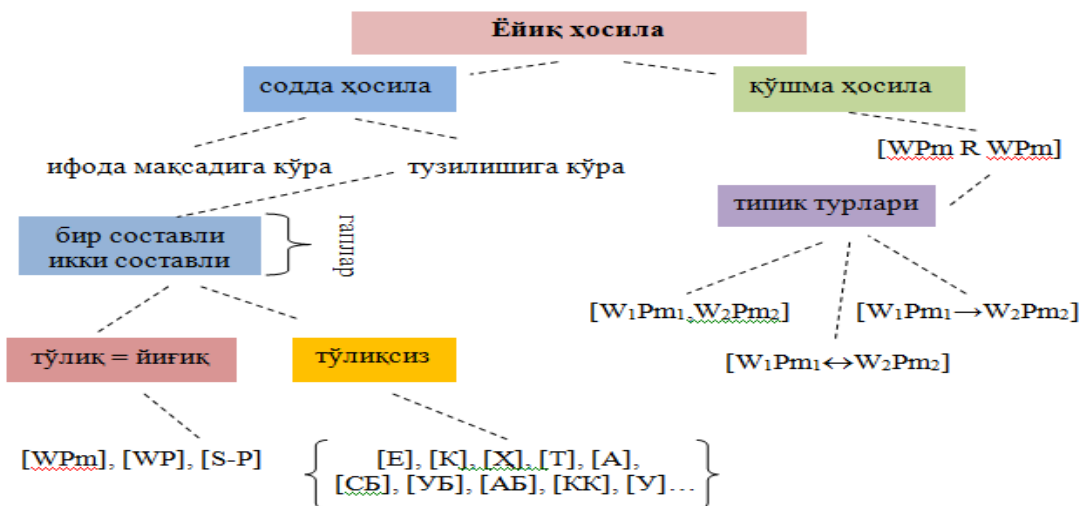 Ёйиқ ҳосила
содда ҳосила
қўшма ҳосила
ифода мақсадига кўра
тузилишига кўра
[WPm R WPm]
типик турлари
бир составли
икки составли
гаплар
[W₁Pm₁,W₂Pm₂]
[W₁Pm₁→W₂Pm₂]
[W₁Pm₁↔W₂Pm₂]
тўлиқ = йиғиқ
тўлиқсиз
[WPm], [WP], [S-P]
[Е], [К], [Ҳ], [Т], [А],
[СБ], [УБ], [АБ], [КК], [У]…